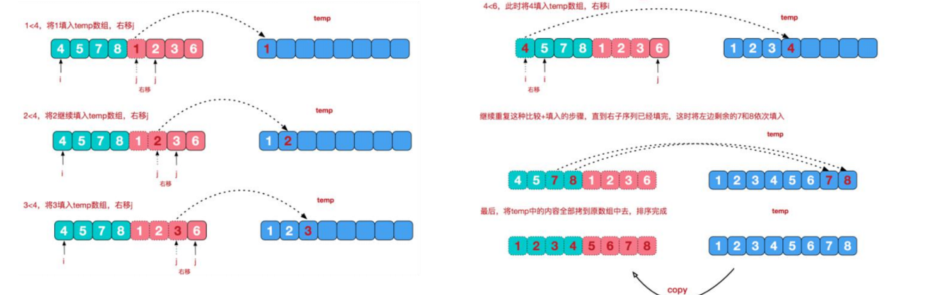 1<4，将1填入temp数组，右移j
temp
4 5 7 8 1 2 3 6
1
i
j
j
右移
2<4，将2继续填入temp数组，右移j
temp
4 5 7 8 1 2 3 6
1 2
i
j
j
右移
3<4，将3填入temp数组，右移j
temp
4 5 7 8 1 2 3 6
1 2 3
i
j
j
右移
4<6，此时将4填入temp数组，右移i
temp
4 5 7 8 1 2 3 6
1 2 3 4
i
i
j
右移
继续重复这种比较+填入的步骤，直到右子序列已经填完，这时将左边剩余的7和8依次填入
temp
4 5 7 8 1 2 3 6
1 2 3 4 5 6 7 8
最后，将temp中的内容全部拷到原数组中去，排序完成
temp
1 2 3 4 5 6 7 8
1 2 3 4 5 6 7 8
copy